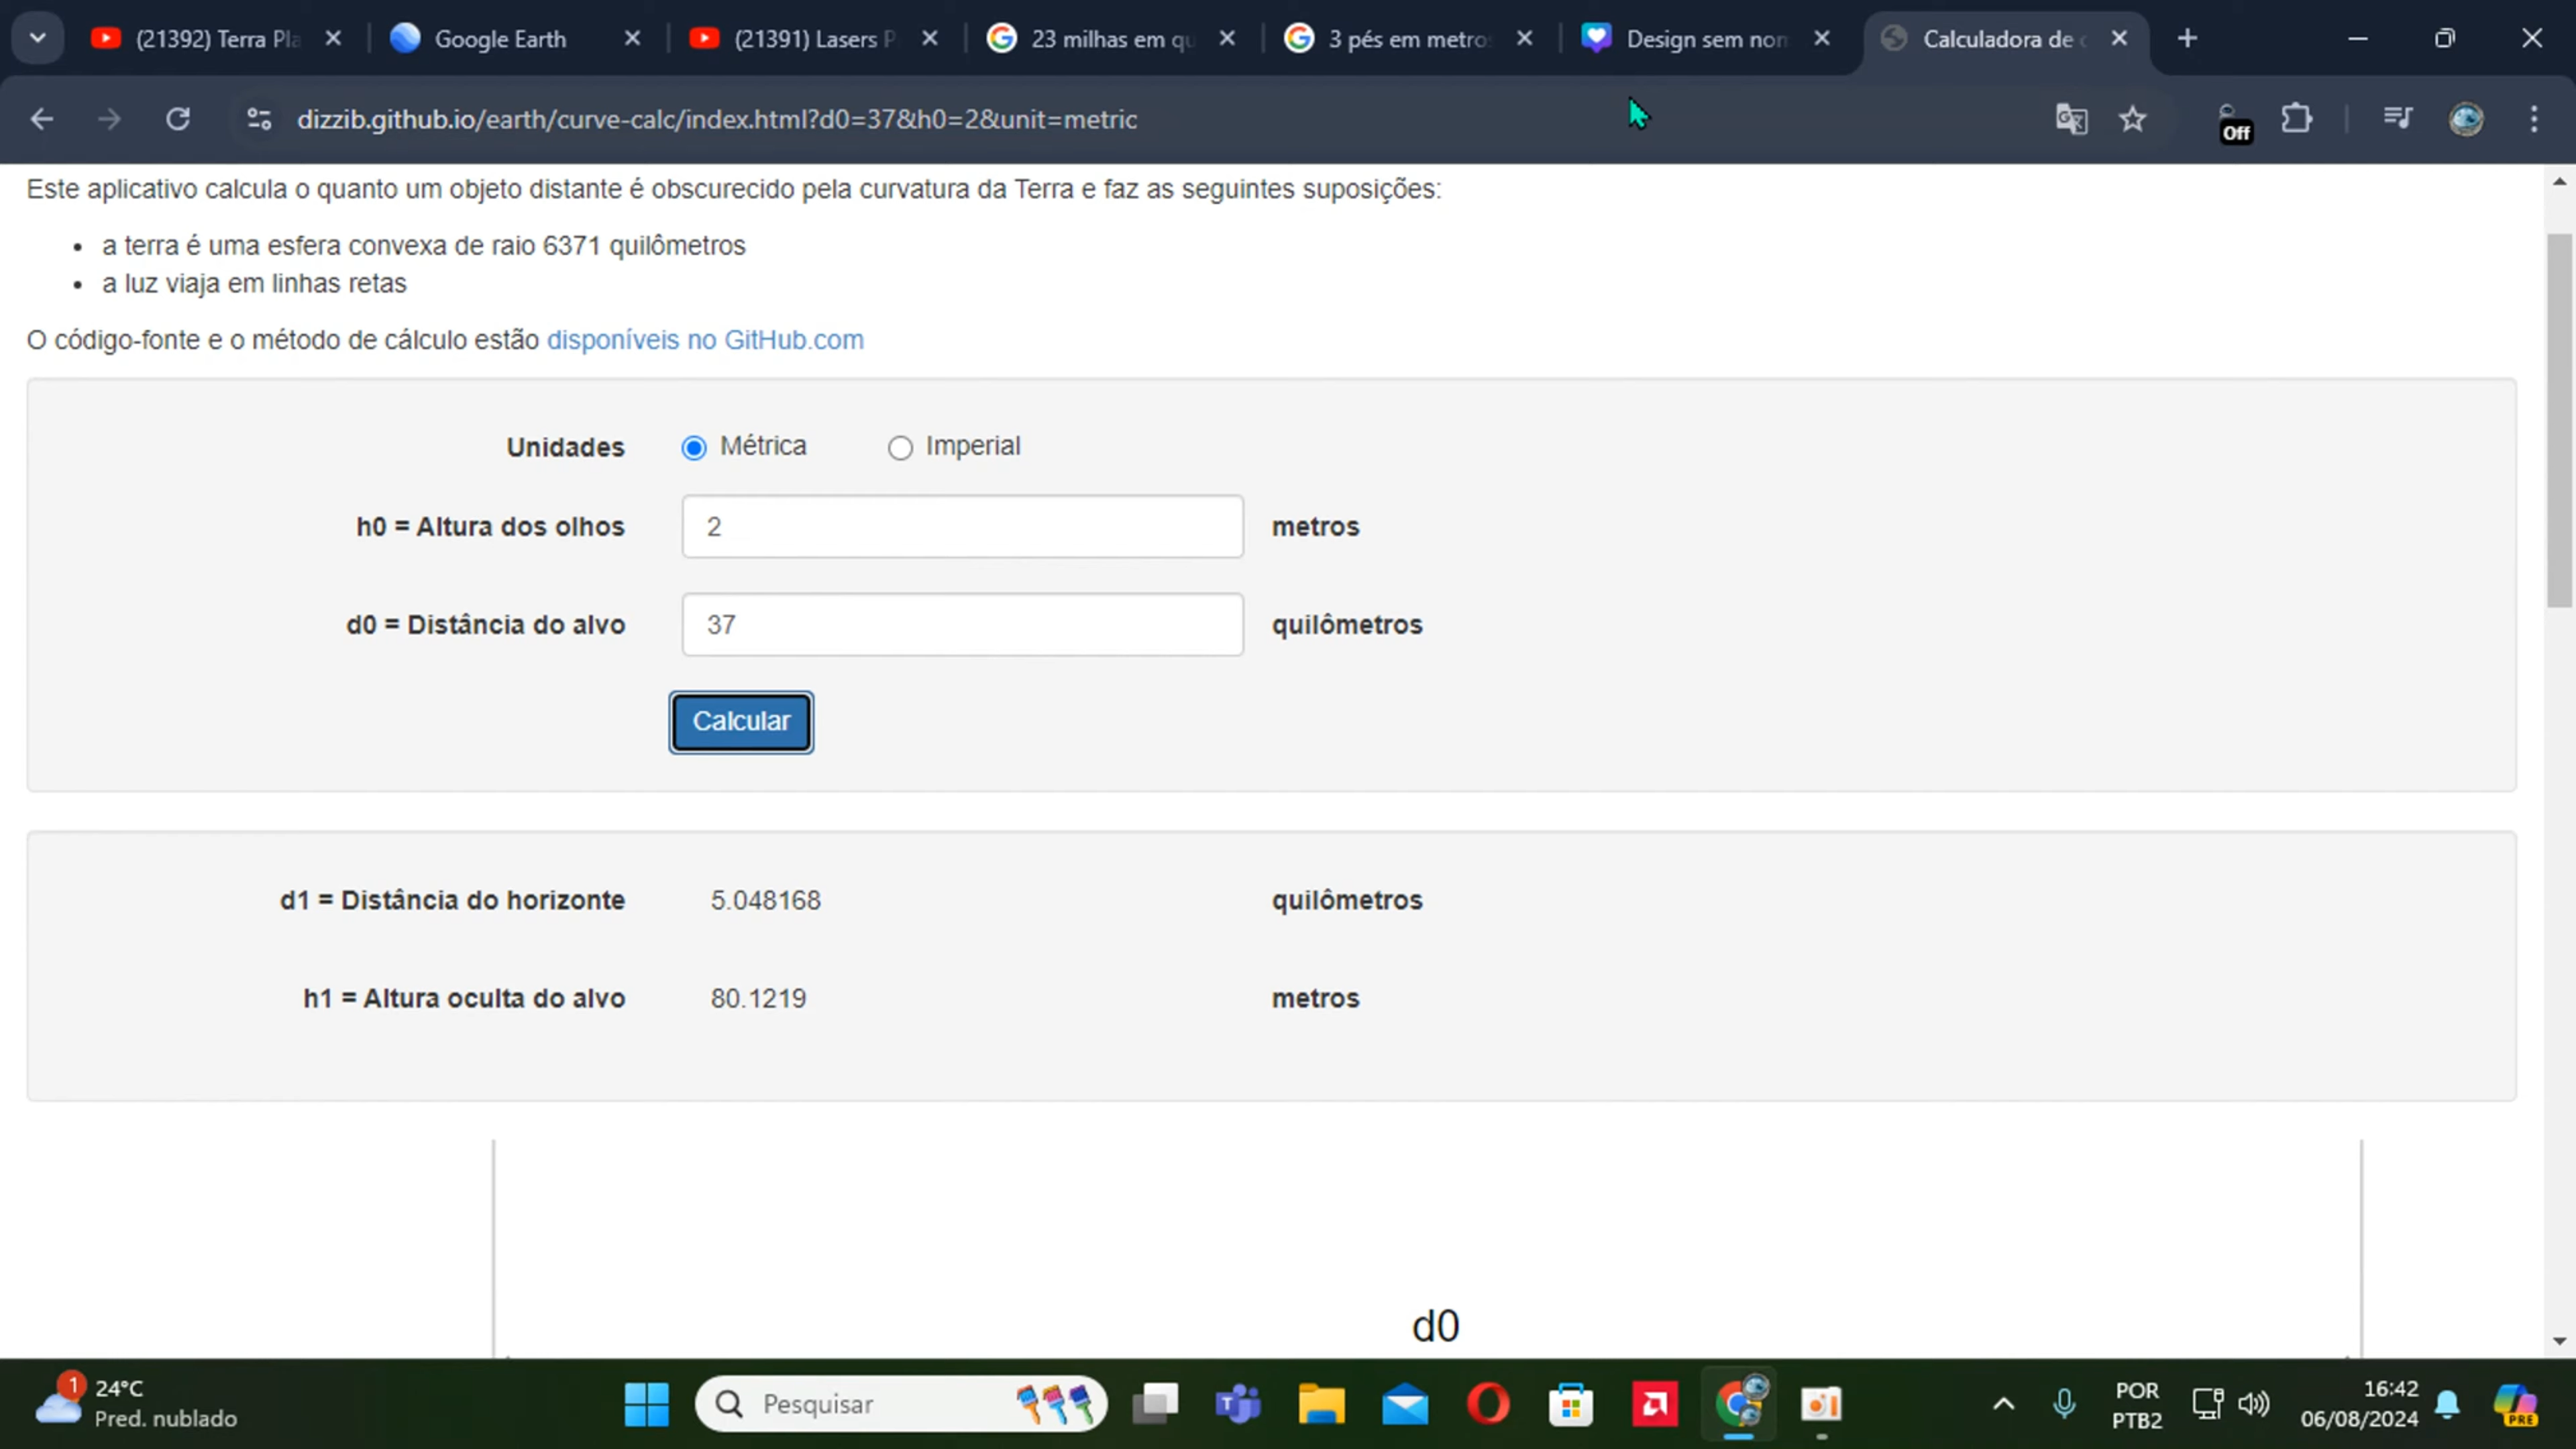 (21392) Terra Pla
Google Earth
(21391) Lasers P
23 milhas em qu
3 pés em metros
Design sem nom
Calculadora de c
dizzib.github.io/earth/curve-calc/index.html?d0=37&h0=2&unit=metric
Off
Este aplicativo calcula o quanto um objeto distante é obscurecido pela curvatura da Terra e faz as seguintes suposições:
• a terra é uma esfera convexa de raio 6371 quilômetros
• a luz viaja em linhas retas
O código-fonte e o método de cálculo estão disponíveis no GitHub.com
Unidades Métrica Imperial
h0 = Altura dos olhos 2 metros
d0 = Distância do alvo 37 quilômetros
Calcular
d1 = Distância do horizonte 5.048168 quilômetros
h1 = Altura oculta do alvo 80.1219 metros
d0
1
24°C
Pred. nublado
Pesquisar
POR
PTB2
16:42
06/08/2024
PRE